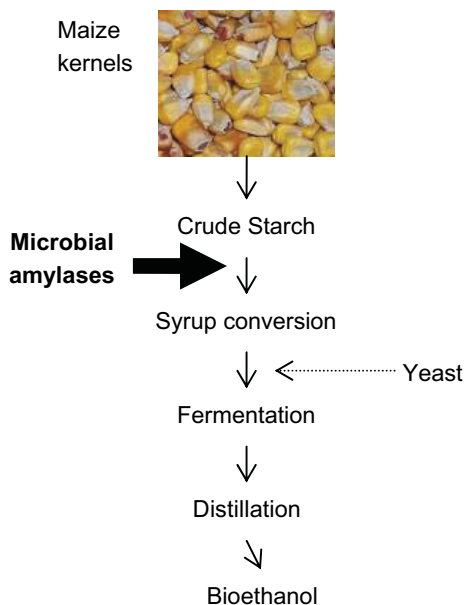 Maize
kernels
Crude Starch
Microbial
amylases
Syrup conversion
Yeast
Fermentation
Distillation
Bioethanol